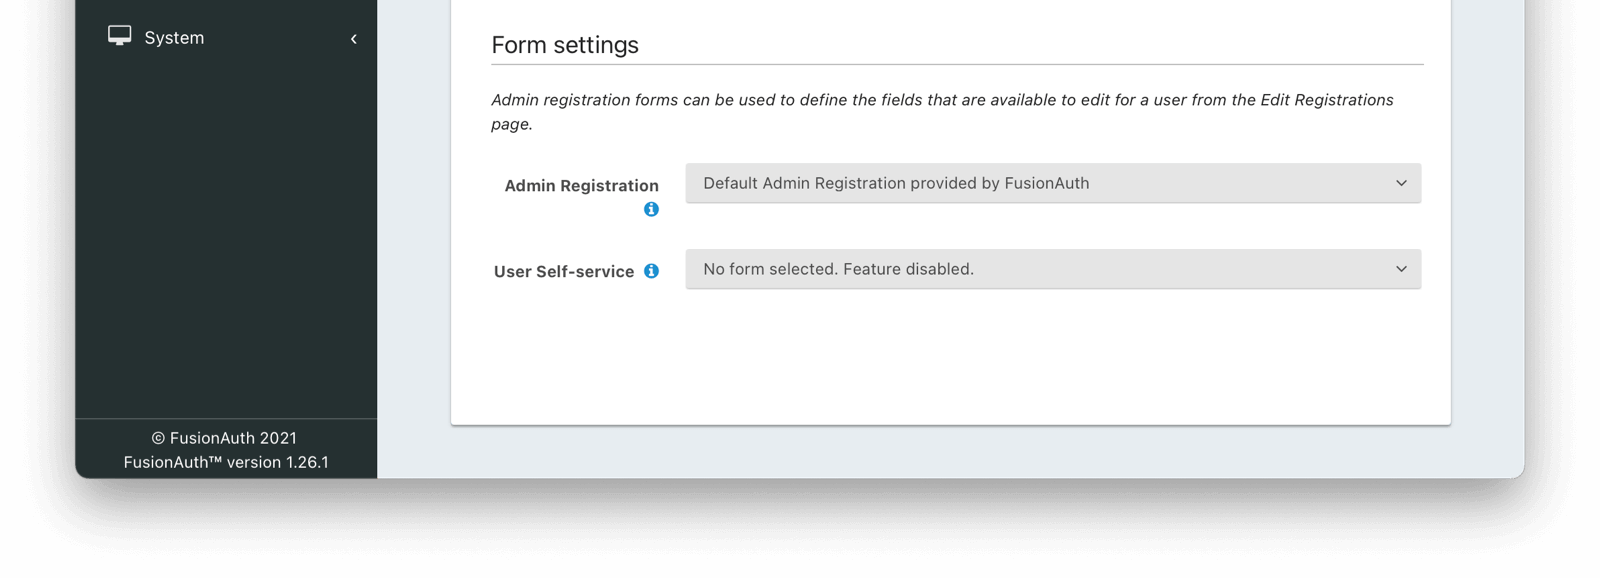 System
Form settings
Admin registration forms can be used to define the fields that are available to edit for a user from the Edit Registrations
page.
Admin Registration
Default Admin Registration provided by FusionAuth
User Self-service
No form selected. Feature disabled.
© FusionAuth 2021
FusionAuth™ version 1.26.1